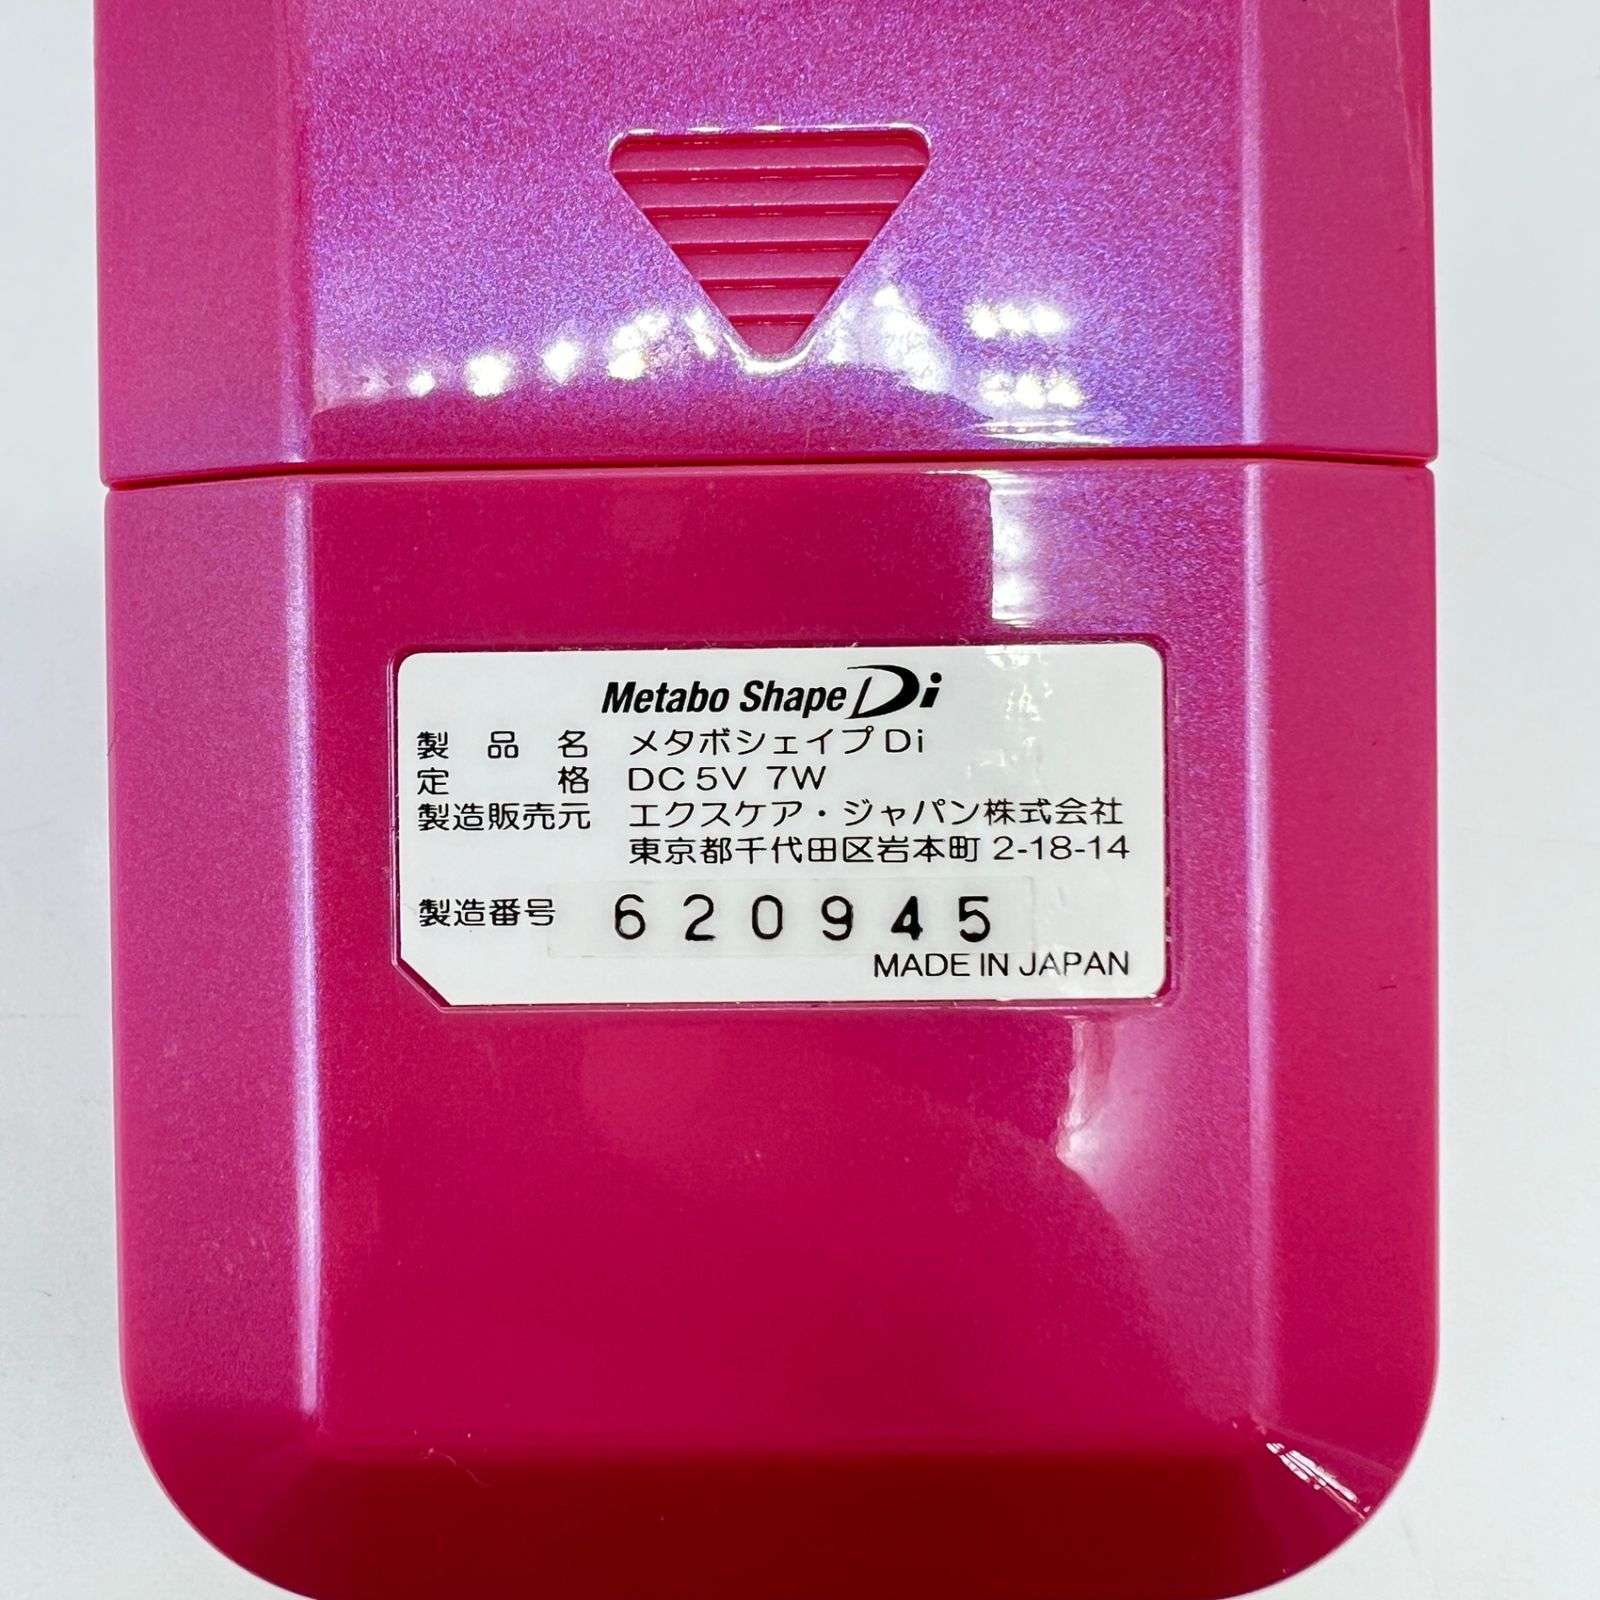 Metabo Shape Di
製品名 メタボシェイプDi
定格 DC 5V 7W
製造販売元 エクスケア・ジャパン株式会社
東京都千代田区岩本町 2-18-14
製造番号 620945
MADE IN JAPAN